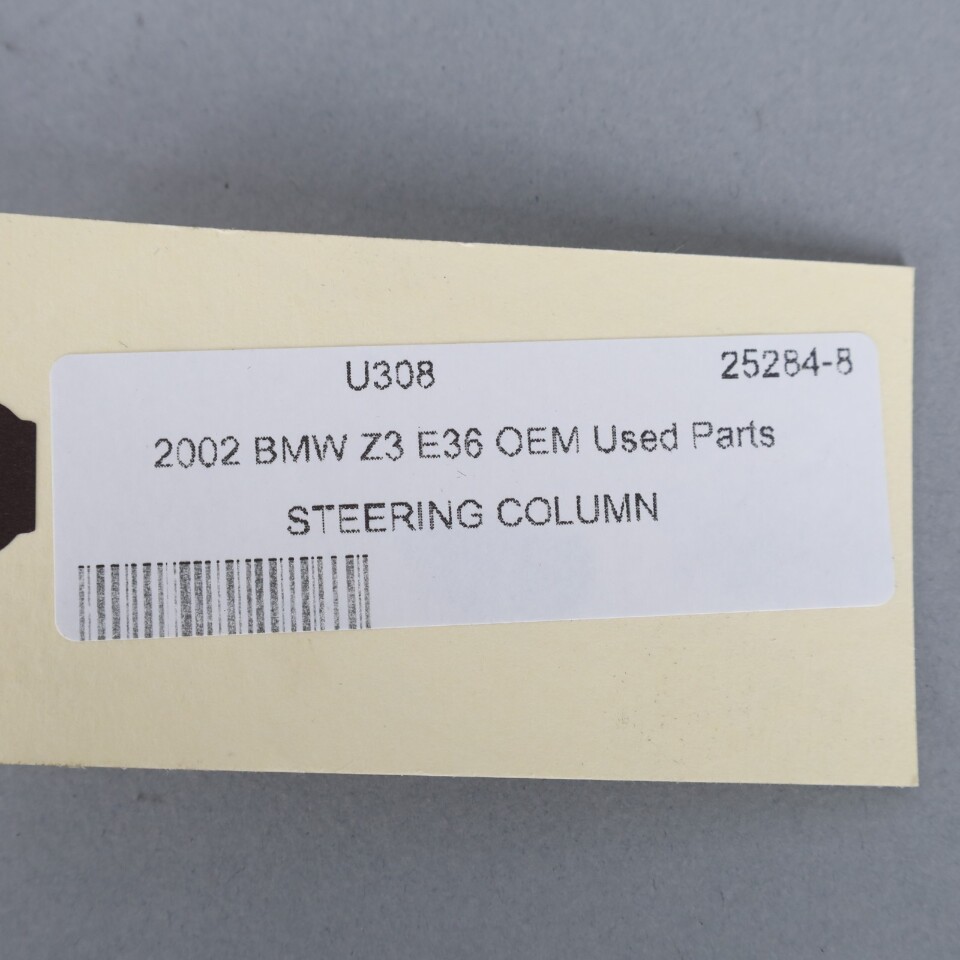 U308 25284-8
2002 BMW Z3 E36 OEM Used Parts
STEERING COLUMN